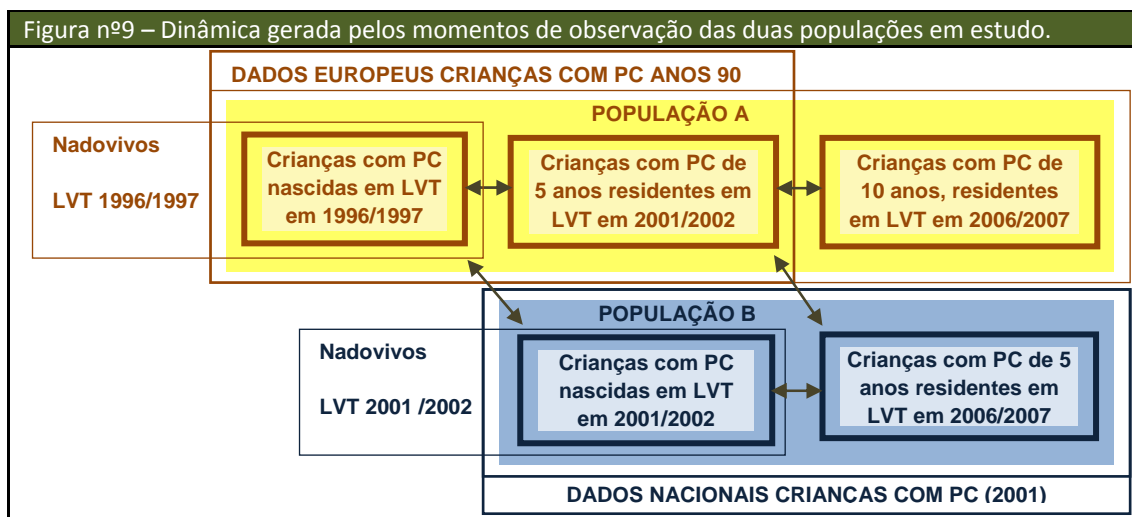 Figura nº9 – Dinâmica gerada pelos momentos de observação das duas populações em estudo.
DADOS EUROPEUS CRIANÇAS COM PC ANOS 90
POPULAÇÃO A
Nadovivos
LVT 1996/1997
Crianças com PC
nascidas em LVT
em 1996/1997
Crianças com PC de
5 anos residentes em
LVT em 2001/2002
Crianças com PC de
10 anos, residentes
em LVT em 2006/2007
POPULAÇÃO B
Nadovivos
LVT 2001 /2002
Crianças com PC
nascidas em LVT
em 2001/2002
Crianças com PC de 5
anos residentes em
LVT em 2006/2007
DADOS NACIONAIS CRIANÇAS COM PC (2001)